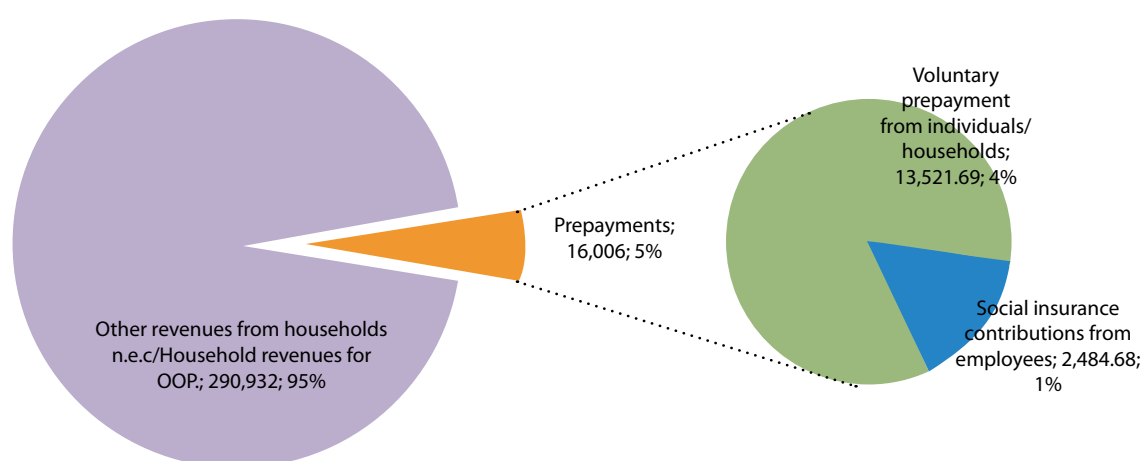 Other revenues from households
n.e.c/Household revenues for
OOP.; 290,932; 95%
Prepayments;
16,006; 5%
Voluntary
prepayment
from individuals/
households;
13,521.69; 4%
Social insurance
contributions from
employees; 2,484.68;
1%